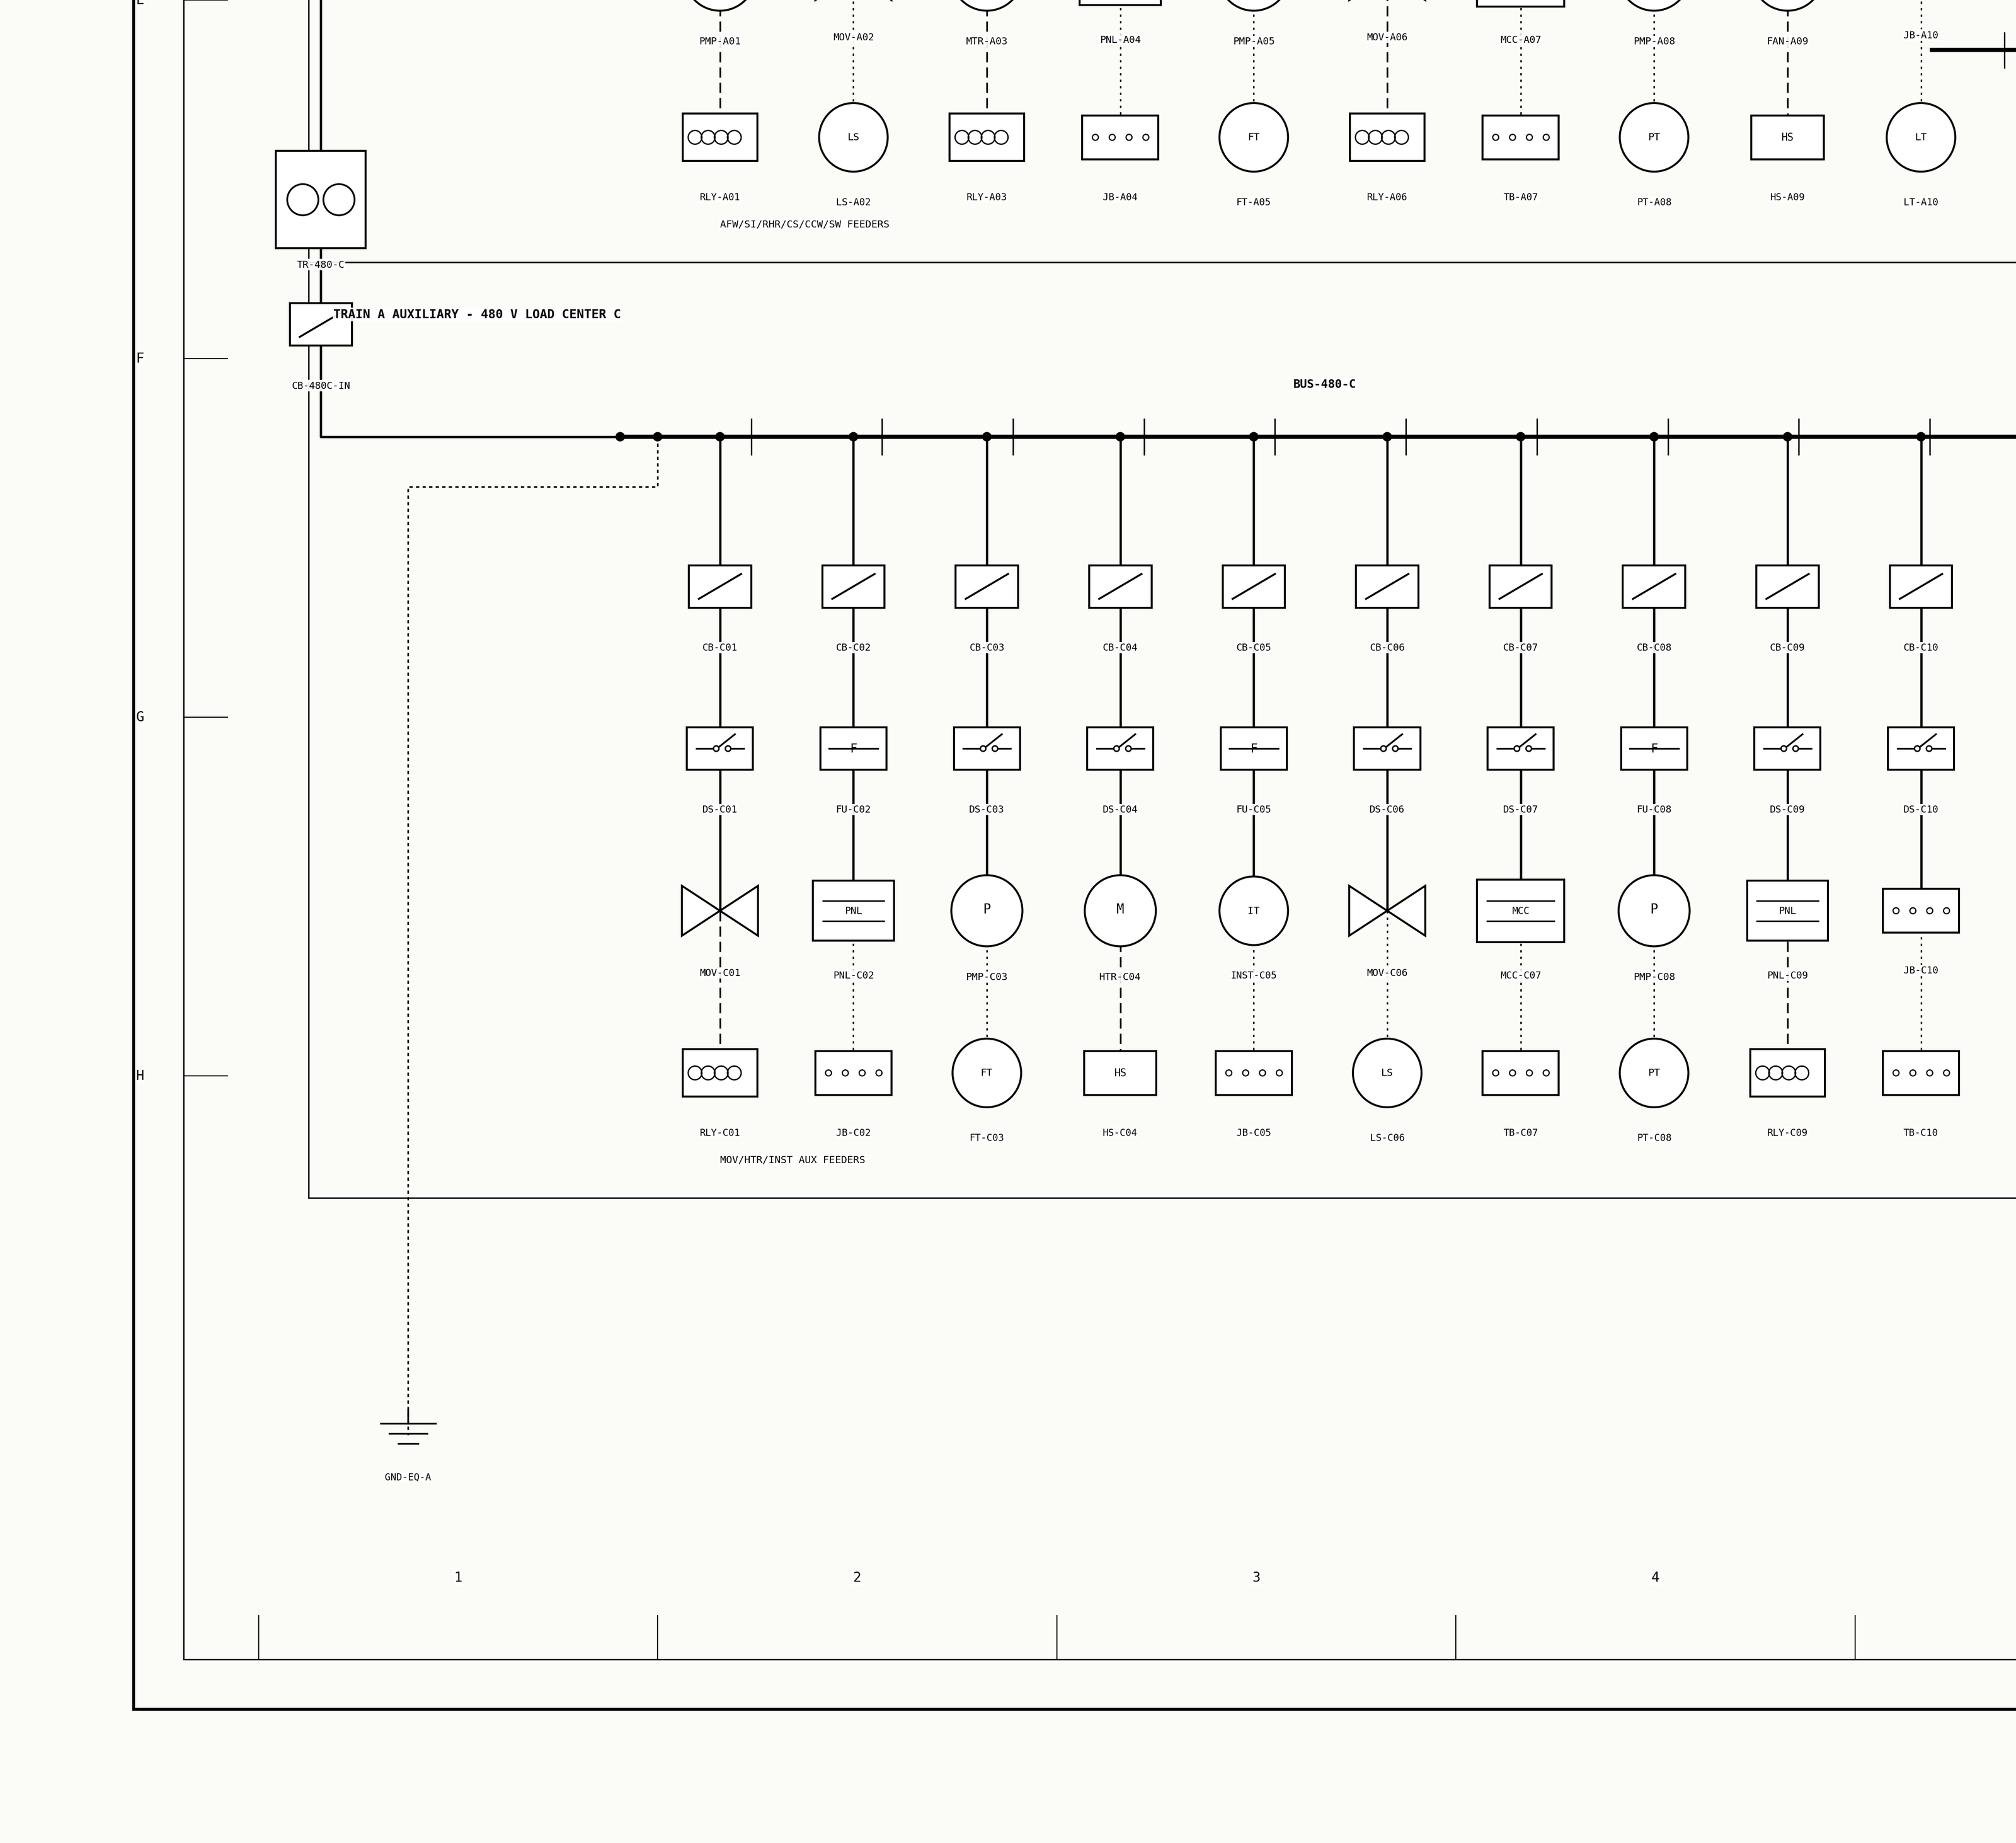 E
PMP-A01 MOV-A02 MTR-A03 PNL-A04 PMP-A05 MOV-A06 MCC-A07 PMP-A08 FAN-A09 JB-A10
LS FT PT HS LT
RLY-A01 LS-A02 RLY-A03 JB-A04 FT-A05 RLY-A06 TB-A07 PT-A08 HS-A09 LT-A10
AFW/SI/RHR/CS/CCW/SW FEEDERS
TR-480-C
TRAIN A AUXILIARY - 480 V LOAD CENTER C
F
CB-480C-IN
BUS-480-C
CB-C01 CB-C02 CB-C03 CB-C04 CB-C05 CB-C06 CB-C07 CB-C08 CB-C09 CB-C10
G
F F F
DS-C01 FU-C02 DS-C03 DS-C04 FU-C05 DS-C06 DS-C07 FU-C08 DS-C09 DS-C10
PNL P M IT MCC P PNL
MOV-C01 PNL-C02 PMP-C03 HTR-C04 INST-C05 MOV-C06 MCC-C07 PMP-C08 PNL-C09 JB-C10
H
FT HS LS PT
RLY-C01 JB-C02 FT-C03 HS-C04 JB-C05 LS-C06 TB-C07 PT-C08 RLY-C09 TB-C10
MOV/HTR/INST AUX FEEDERS
GND-EQ-A
1 2 3 4